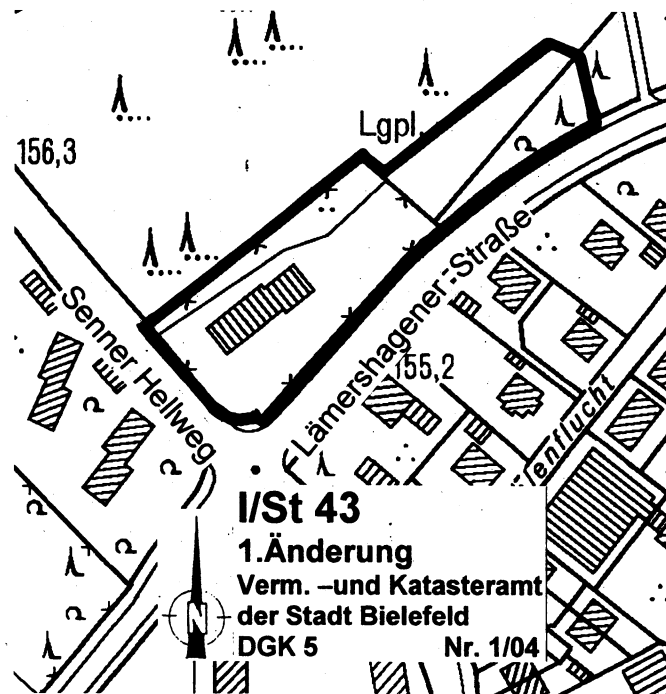 Lgpl.
156,3
Senner Hellweg
Lämershagener-Straße
155,2
enflucht
I/St 43
1.Änderung
Verm. –und Katasteramt
der Stadt Bielefeld
DGK 5 Nr. 1/04
N